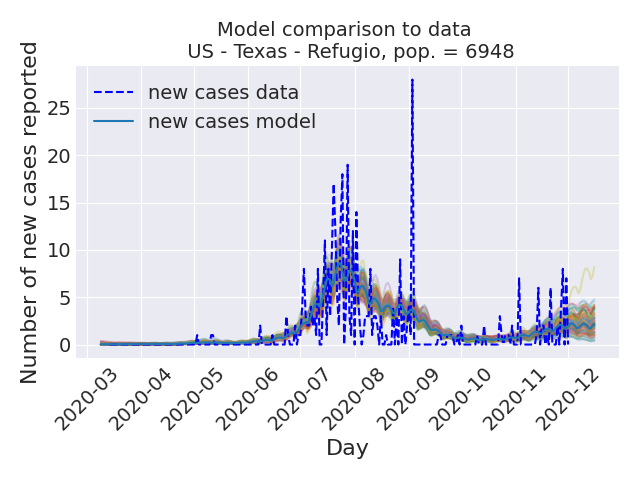 Model comparison to data
US - Texas - Refugio, pop. = 6948
Number of new cases reported
25
20
15
10
5
0
new cases data
new cases model
2020-03
2020-04
2020-05
2020-06
2020-07
2020-08
2020-09
2020-10
2020-11
2020-12
Day